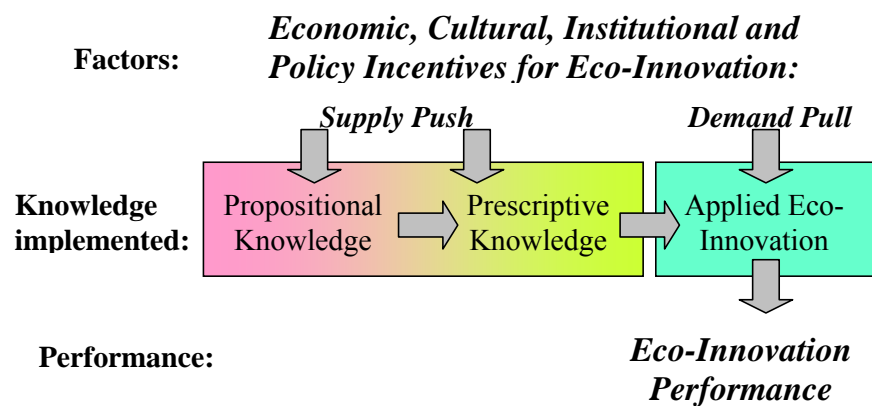 Factors:
Economic, Cultural, Institutional and
Policy Incentives for Eco-Innovation:
Supply Push
Demand Pull
Knowledge
implemented:
Propositional
Knowledge
Prescriptive
Knowledge
Applied Eco-
Innovation
Performance:
Eco-Innovation
Performance